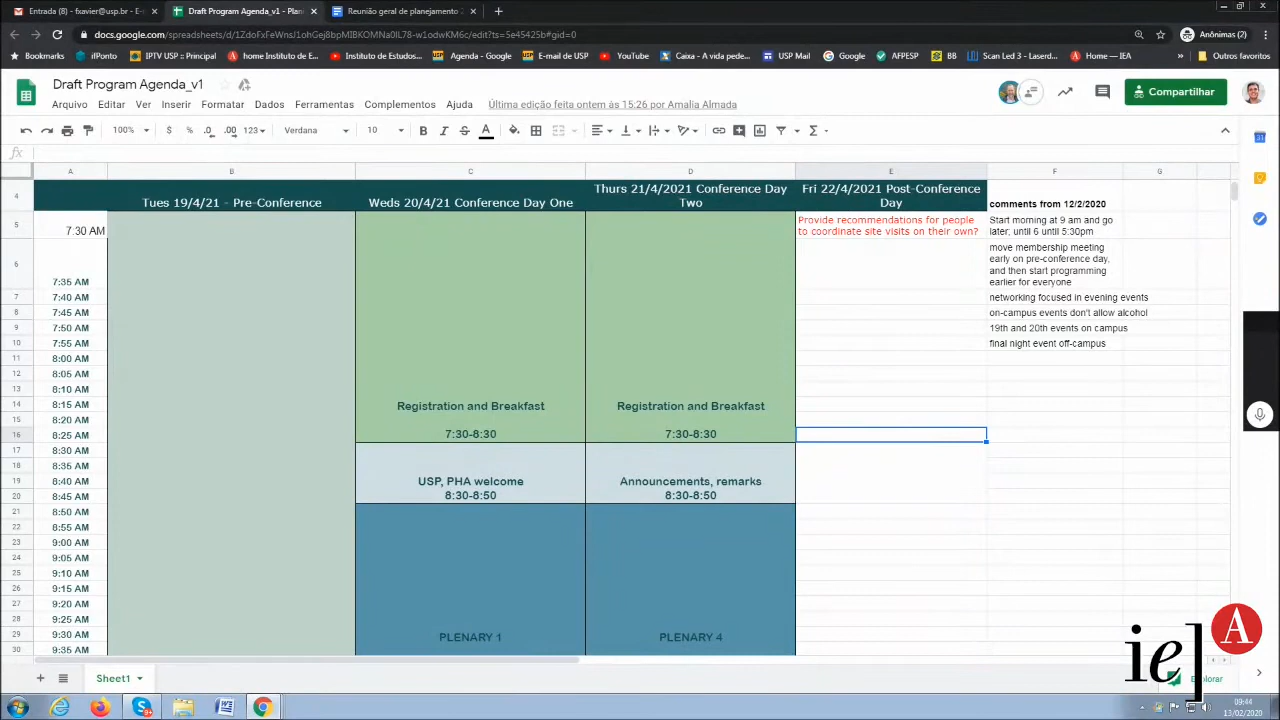 Entrada (8) - fxavier@usp.br - E-
Draft Program Agenda_v1 - Plan
Reunião geral de planejamento 2
docs.google.com/spreadsheets/d/
Anônimas (2)
Bookmarks
ifPonto
IPTV USP | Principal
home Instituto de E
Instituto de Estudos
Agenda - Google
E-mail de USP
YouTube
Caixa - A vida pede
USP Mail
Google
AFPESP
BB
Scan Led 3 - Leitura
Home — IEA
»
Outros favoritos
Draft Program Agenda_v1
Arquivo Editar Ver Inserir Formatar Dados Ferramentas Complementos Ajuda
Última edição feita ontem às 15:26 por Amalia Almada
Compartilhar
100% $ % .0 .00 123 Verdana 10 B I S A
fx
A B C D E F G
4 Tues 19/4/21 - Pre-Conference
Weds 20/4/21 Conference Day One
Thurs 21/4/2021 Conference Day
Two
Fri 22/4/2021 Post-Conference
Day
comments from 12/2/2020
5 7:30 AM
Provide recommendations for people
to coordinate site visits on their own?
Start morning at 9 am and go
later; until 6 until 5:30pm
6 7:35 AM
move membership meeting
early on pre-conference day,
and then start programming
earlier for everyone
7 7:40 AM networking focused in evening events
8 7:45 AM on-campus events don't allow alcohol
9 7:50 AM 19th and 20th events on campus
10 7:55 AM final night event off-campus
11 8:00 AM
12 8:05 AM
13 8:10 AM
14 8:15 AM Registration and Breakfast Registration and Breakfast
15 8:20 AM
16 8:25 AM 7:30-8:30 7:30-8:30
17 8:30 AM
18 8:35 AM
19 8:40 AM USP, PHA welcome Announcements, remarks
20 8:45 AM 8:30-8:50 8:30-8:50
21 8:50 AM
22 8:55 AM
23 9:00 AM
24 9:05 AM
25 9:10 AM
26 9:15 AM
27 9:20 AM
28 9:25 AM
29 9:30 AM PLENARY 1 PLENARY 4
30 9:35 AM
Sheet1
Explorar
ie] A
09:44
13/02/2020